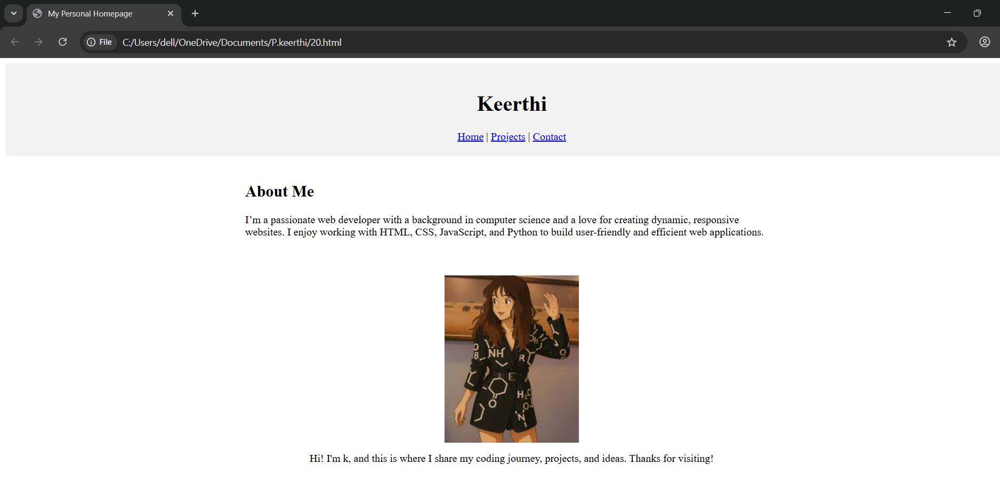 My Personal Homepage
File C:/Users/dell/OneDrive/Documents/P.keerthi/20.html
Keerthi
Home | Projects | Contact
About Me
I’m a passionate web developer with a background in computer science and a love for creating dynamic, responsive
websites. I enjoy working with HTML, CSS, JavaScript, and Python to build user-friendly and efficient web applications.
OH
O
B
NH
R
O
H₂C
O
O
N
Hi! I'm k, and this is where I share my coding journey, projects, and ideas. Thanks for visiting!